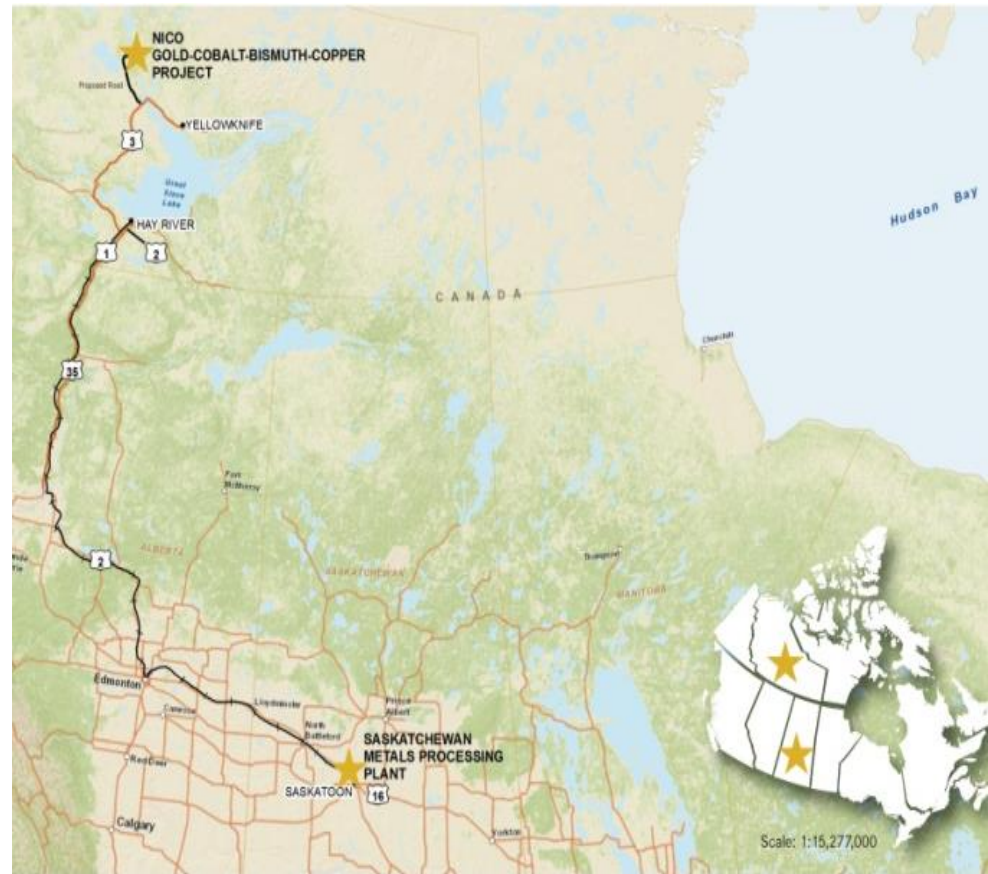 NICO
GOLD-COBALT-BISMUTH-COPPER
PROJECT
Proposed Road
YELLOWKNIFE
3
Great
Slave
Lake
HAY RIVER
1
2
Hudson Bay
CANADA
Churchill
35
Fort
McMurray
2
ALBERTA
SASKATCHEWAN
Thompson
MANITOBA
Edmonton
Lloydminster
Camrose
North
Battleford
Prince
Albert
SASKATCHEWAN
METALS PROCESSING
PLANT
Red Deer
SASKATOON
16
Calgary
Yorkton
Scale: 1:15,277,000